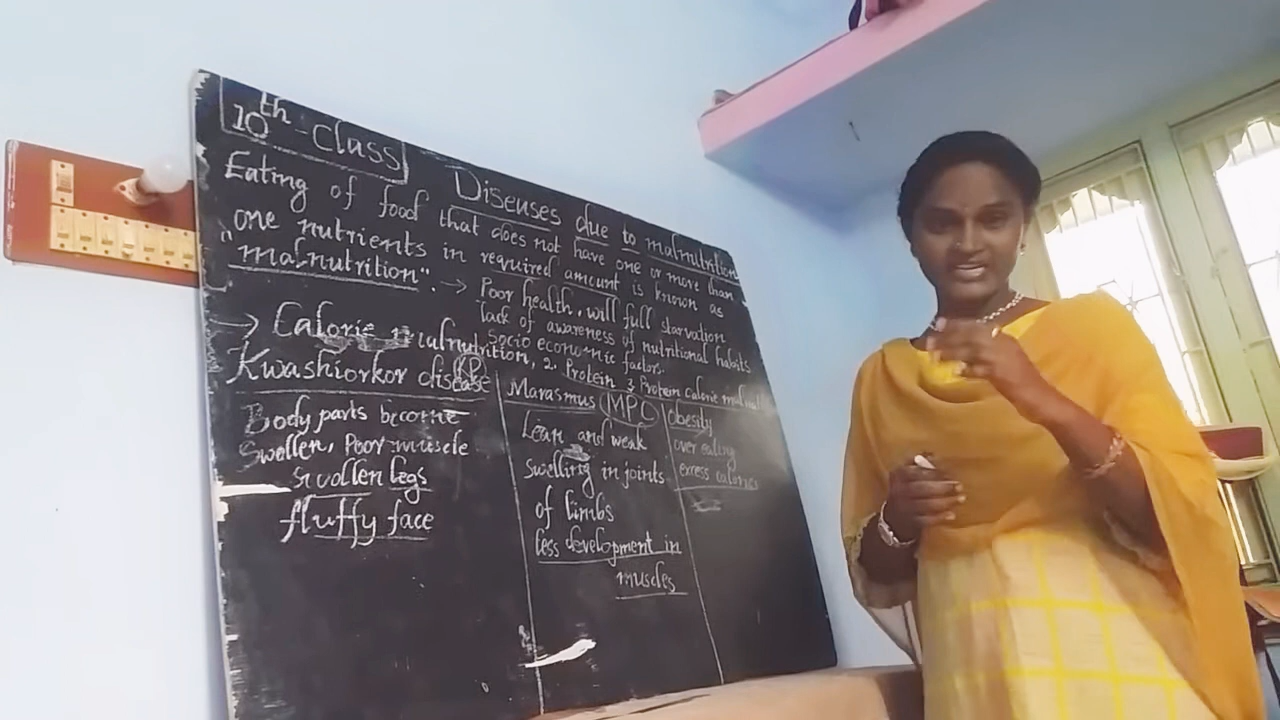 10th - Class
Diseuses due to malnutrition
Eating of food that does not have one or more than
one nutrients in required amount is known as
"malnutrition". → Poor health, will full starvation
lack of awareness of nutritional habits
Socio economic factors.
→ Calorie malnutrition, 2. Protein 3 Protein calorie
Kwashiorkor disease
Body parts become
Swollen, Poor muscle
swollen legs
fluffy face
Marasmus (MPC)
Lean and weak
Swelling in joints
of limbs
less development in
muscles
Obesity
over eating
exress calories